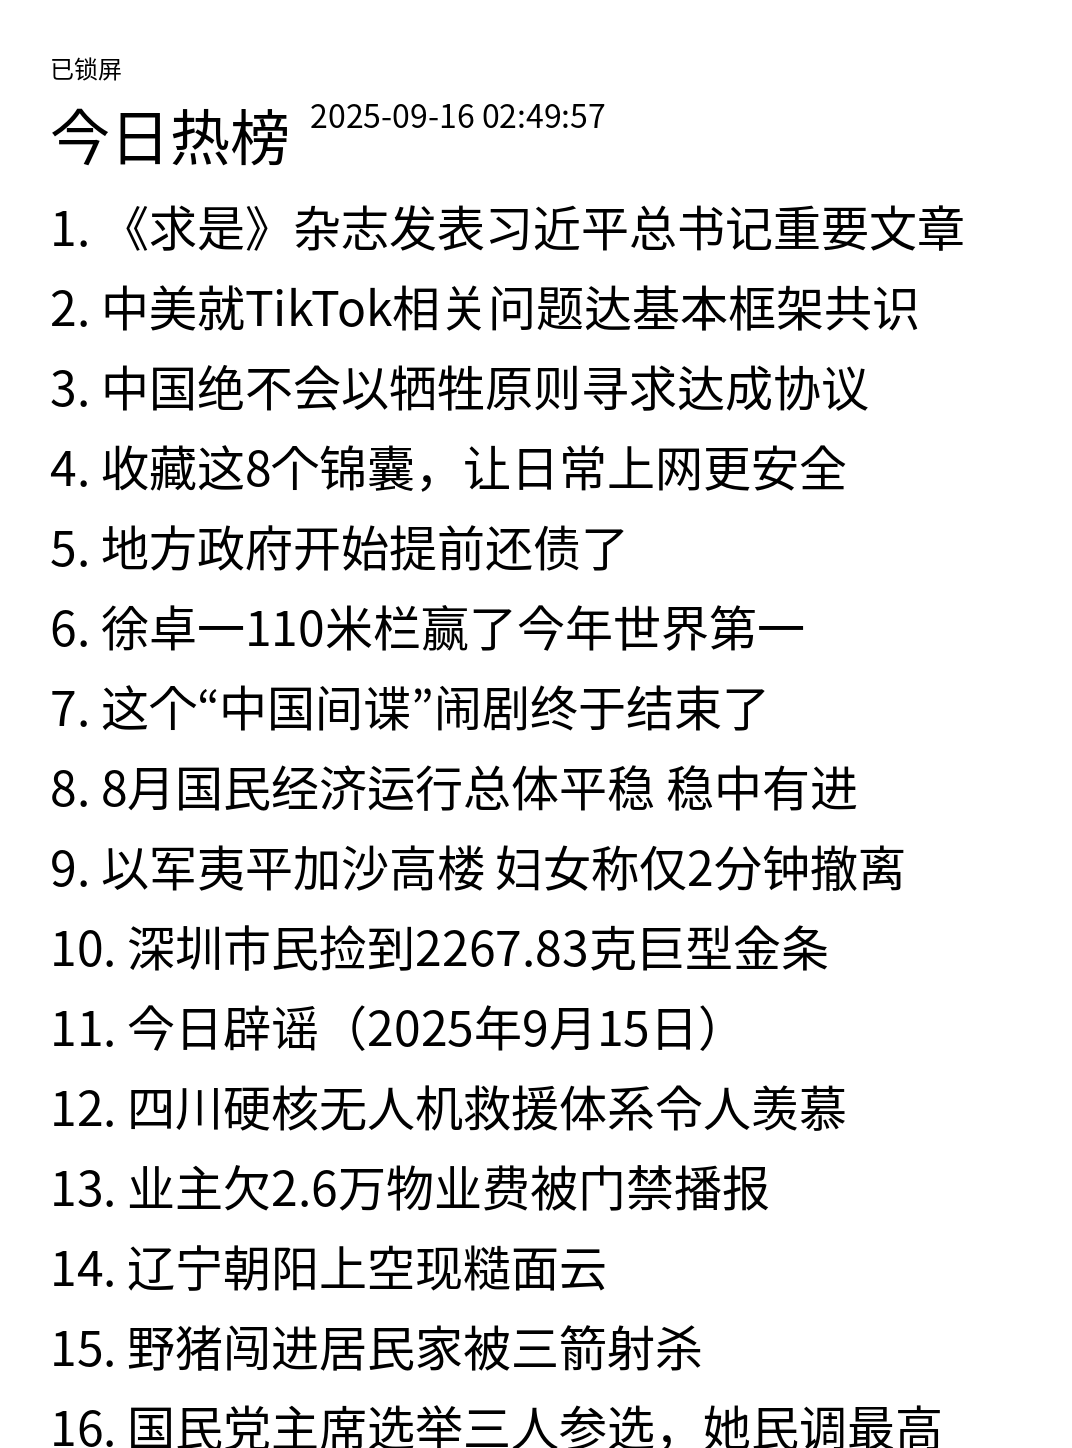 已锁屏
今日热榜 2025-09-16 02:49:57
1. 《求是》杂志发表习近平总书记重要文章
2. 中美就TikTok相关问题达基本框架共识
3. 中国绝不会以牺牲原则寻求达成协议
4. 收藏这8个锦囊，让日常上网更安全
5. 地方政府开始提前还债了
6. 徐卓一110米栏赢了今年世界第一
7. 这个“中国间谍”闹剧终于结束了
8. 8月国民经济运行总体平稳 稳中有进
9. 以军夷平加沙高楼 妇女称仅2分钟撤离
10. 深圳市民捡到2267.83克巨型金条
11. 今日辟谣（2025年9月15日）
12. 四川硬核无人机救援体系令人羡慕
13. 业主欠2.6万物业费被门禁播报
14. 辽宁朝阳上空现糙面云
15. 野猪闯进居民家被三箭射杀
16. 国民党主席选举三人参选，她民调最高